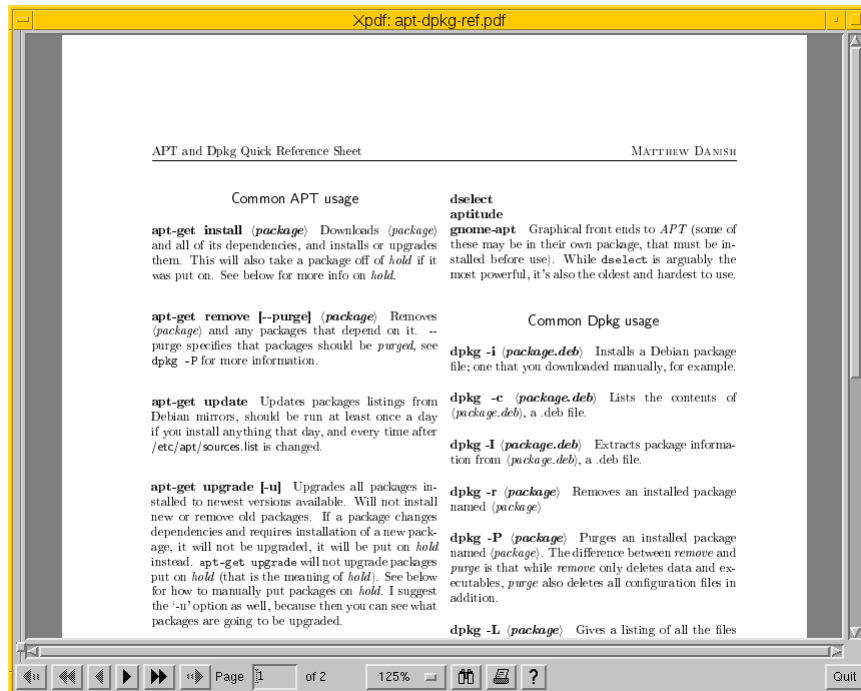 Xpdf: apt-dpkg-ref.pdf
APT and Dpkg Quick Reference Sheet
MATTHEW DANISH
Common APT usage
apt-get install ⟨package⟩ Downloads ⟨package⟩
and all of its dependencies, and installs or upgrades
them. This will also take a package off of hold if it
was put on. See below for more info on hold.
apt-get remove [--purge] ⟨package⟩ Removes
⟨package⟩ and any packages that depend on it. --
purge specifies that packages should be purged, see
dpkg -P for more information.
apt-get update Updates packages listings from
Debian mirrors, should be run at least once a day
if you install anything that day, and every time after
/etc/apt/sources.list is changed.
apt-get upgrade [-u] Upgrades all packages in-
stalled to newest versions available. Will not install
new or remove old packages. If a package changes
dependencies and requires installation of a new pack-
age, it will not be upgraded, it will be put on hold
instead. apt-get upgrade will not upgrade packages
put on hold (that is the meaning of hold). See below
for how to manually put packages on hold. I suggest
the '-u' option as well, because then you can see what
packages are going to be upgraded.
dselect
aptitude
gnome-apt Graphical front ends to APT (some of
these may be in their own package, that must be in-
stalled before use). While dselect is arguably the
most powerful, it's also the oldest and hardest to use.
Common Dpkg usage
dpkg -i ⟨package.deb⟩ Installs a Debian package
file; one that you downloaded manually, for example.
dpkg -c ⟨package.deb⟩ Lists the contents of
⟨package.deb⟩, a .deb file.
dpkg -I ⟨package.deb⟩ Extracts package informa-
tion from ⟨package.deb⟩, a .deb file.
dpkg -r ⟨package⟩ Removes an installed package
named ⟨package⟩
dpkg -P ⟨package⟩ Purges an installed package
named ⟨package⟩. The difference between remove and
purge is that while remove only deletes data and ex-
ecutables, purge also deletes all configuration files in
addition.
dpkg -L ⟨package⟩ Gives a listing of all the files
Page 1 of 2 125% ? Quit